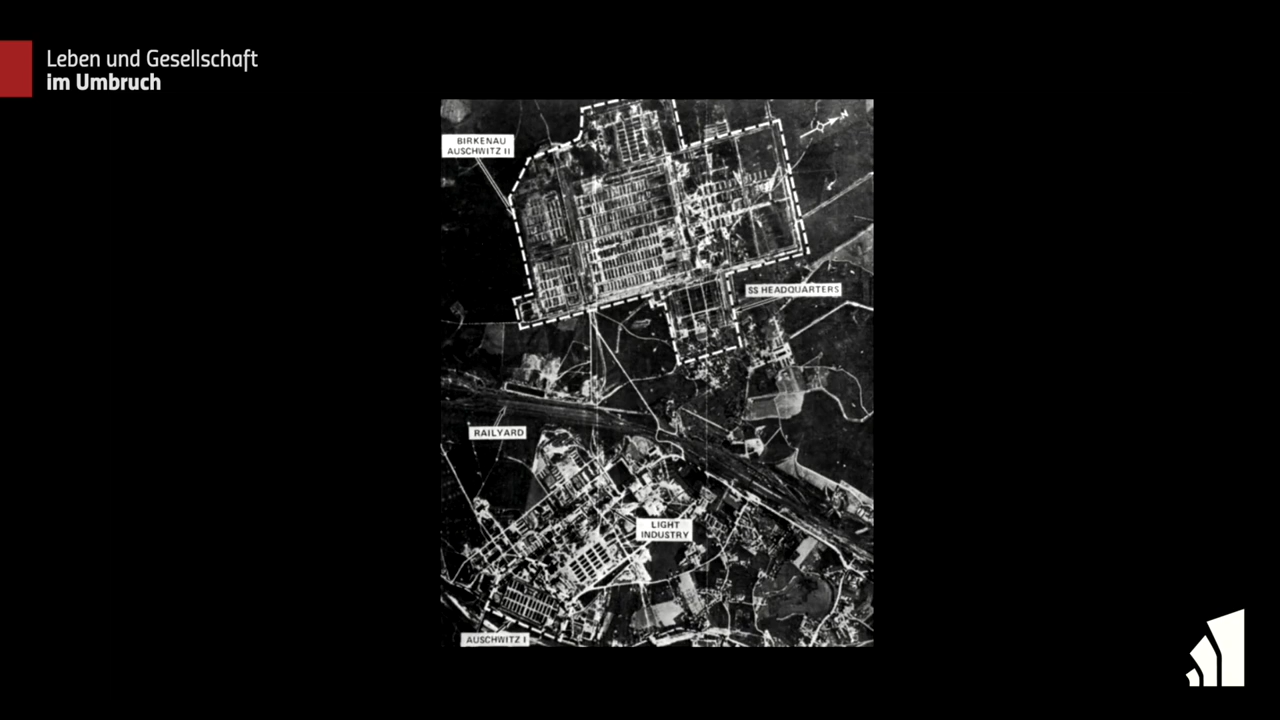 Leben und Gesellschaft
im Umbruch
BIRKENAU
AUSCHWITZ II
N
SS HEADQUARTERS
RAILYARD
LIGHT
INDUSTRY
AUSCHWITZ I